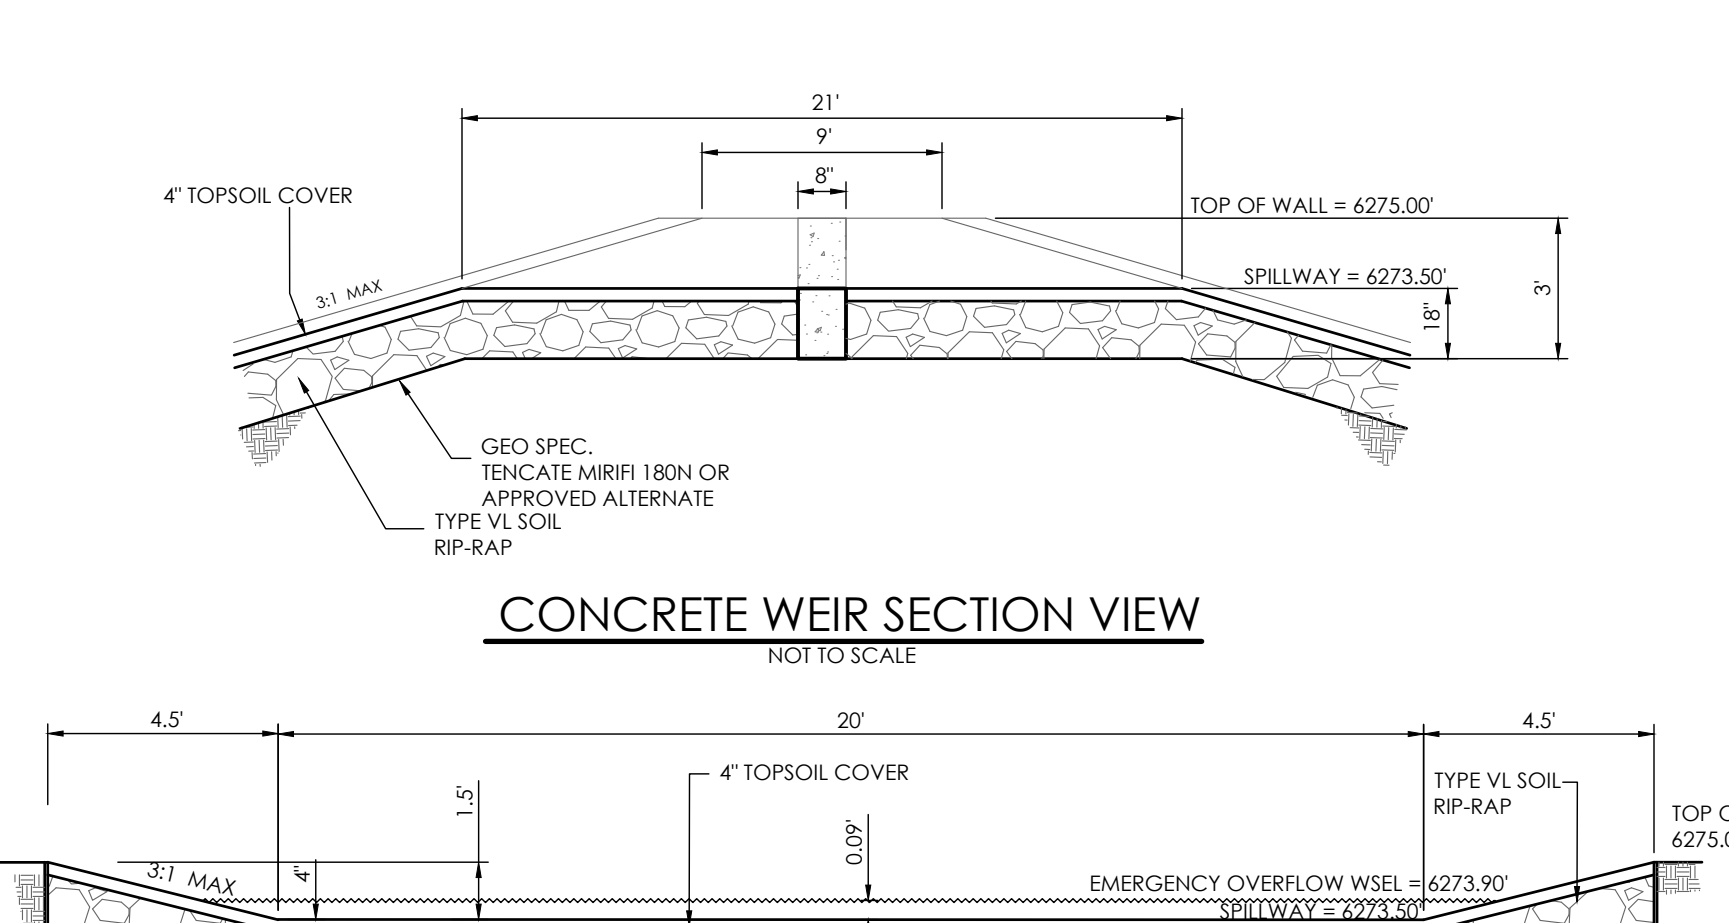 21'
9'
8"
4" TOPSOIL COVER
TOP OF WALL = 6275.00'
SPILLWAY = 6273.50'
3:1 MAX
18"
3'
GEO SPEC.
TENCATE MIRIFI 180N OR
APPROVED ALTERNATE
TYPE VL SOIL
RIP-RAP
CONCRETE WEIR SECTION VIEW
NOT TO SCALE
4.5'
20'
4.5'
4" TOPSOIL COVER
TYPE VL SOIL
RIP-RAP
1.5'
0.09'
TOP
6275.0
3:1 MAX
4"
EMERGENCY OVERFLOW WSEL = 6273.90'
SPILLWAY = 6273.50'